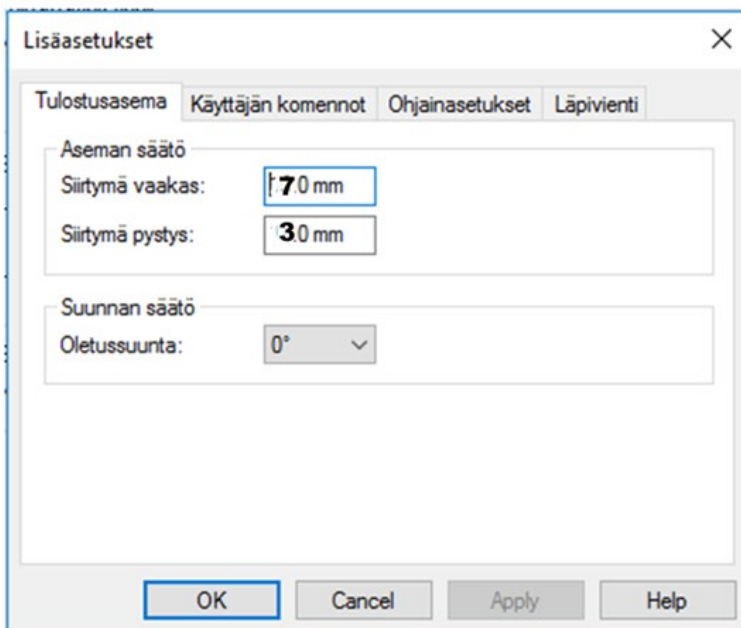 Lisäasetukset
Tulostusasema Käyttäjän komennot Ohjainasetukset Läpivienti
Aseman säätö
Siirtymä vaakas: 7.0 mm
Siirtymä pystys: 3.0 mm
Suunnan säätö
Oletussuunta: 0°
OK Cancel Apply Help